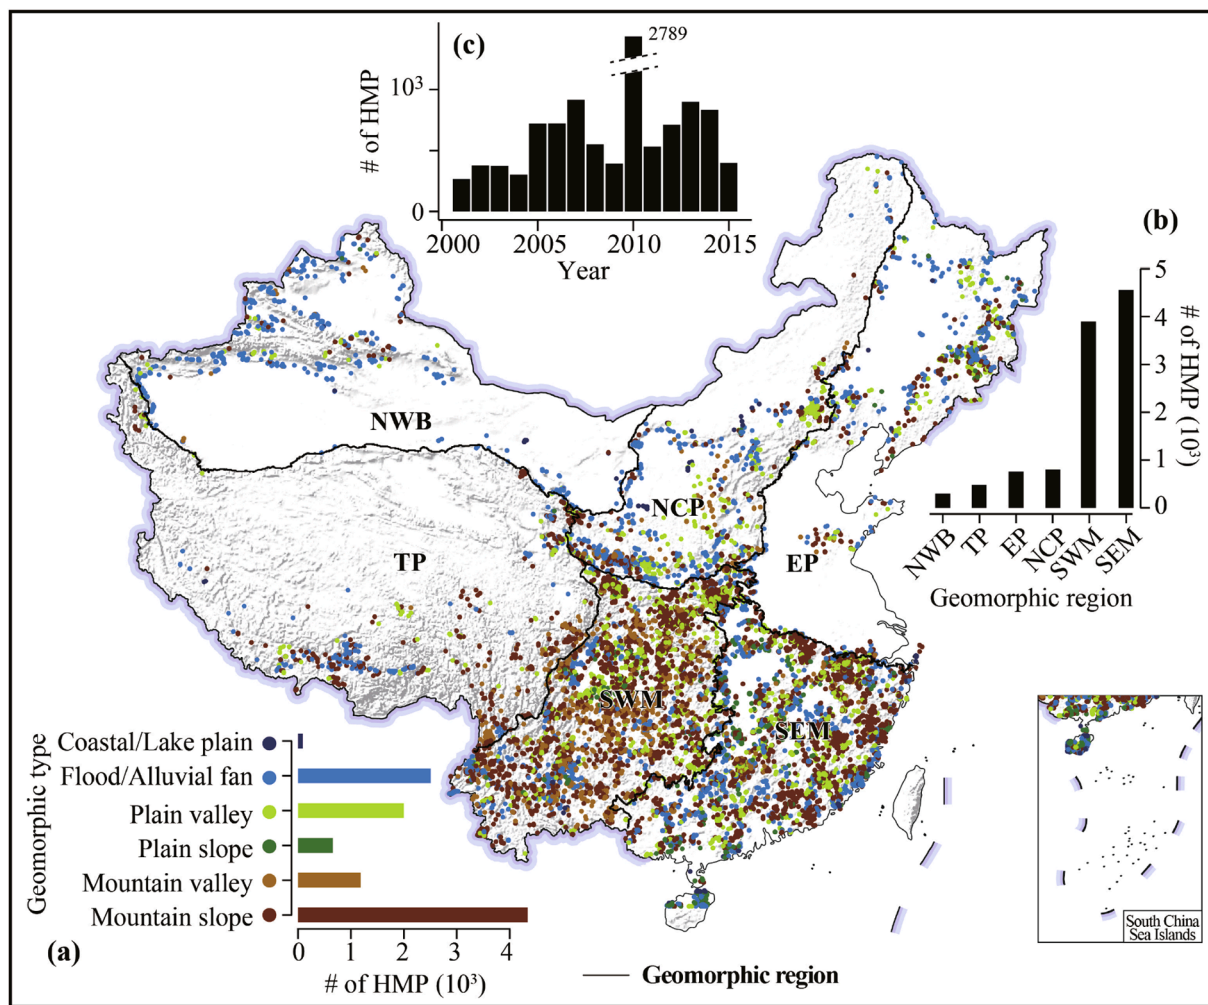 (c)
2789
# of HMP
10³
0
2000
2005
2010
2015
Year
(b)
5
4
3
2
1
0
# of HMP (10³)
NWB
TP
EP
NCP
SWM
SEM
Geomorphic region
NWB
NCP
TP
EP
SWM
SEM
Geomorphic type
Coastal/Lake plain
Flood/Alluvial fan
Plain valley
Plain slope
Mountain valley
Mountain slope
0
1
2
3
4
# of HMP (10³)
(a)
Geomorphic region
South China
Sea Islands